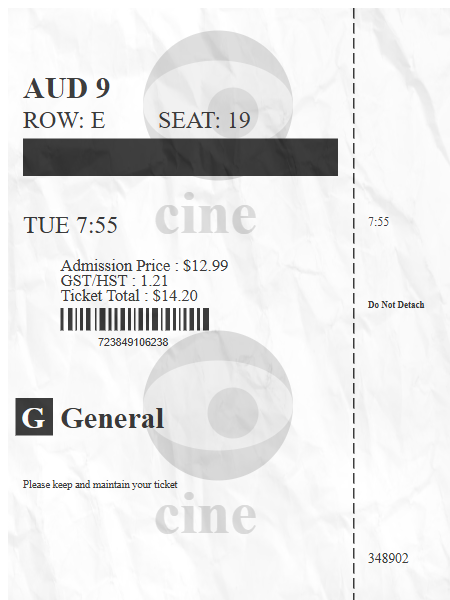 AUD 9
ROW: E SEAT: 19
cine
TUE 7:55
7:55
Admission Price : $12.99
GST/HST : 1.21
Ticket Total : $14.20
Do Not Detach
723849106238
G General
Please keep and maintain your ticket
cine
348902